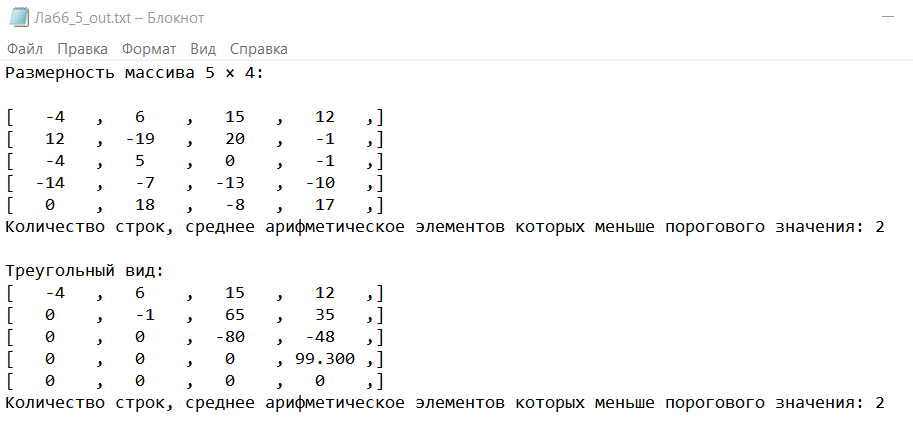 Лаб6_5_out.txt – Блокнот
Файл Правка Формат Вид Справка
Размерность массива 5 × 4:
[ -4 , 6 , 15 , 12 ,]
[ 12 , -19 , 20 , -1 ,]
[ -4 , 5 , 0 , -1 ,]
[ -14 , -7 , -13 , -10 ,]
[ 0 , 18 , -8 , 17 ,]
Количество строк, среднее арифметическое элементов которых меньше порогового значения: 2
Треугольный вид:
[ -4 , 6 , 15 , 12 ,]
[ 0 , -1 , 65 , 35 ,]
[ 0 , 0 , -80 , -48 ,]
[ 0 , 0 , 0 , 99.300 ,]
[ 0 , 0 , 0 , 0 ,]
Количество строк, среднее арифметическое элементов которых меньше порогового значения: 2